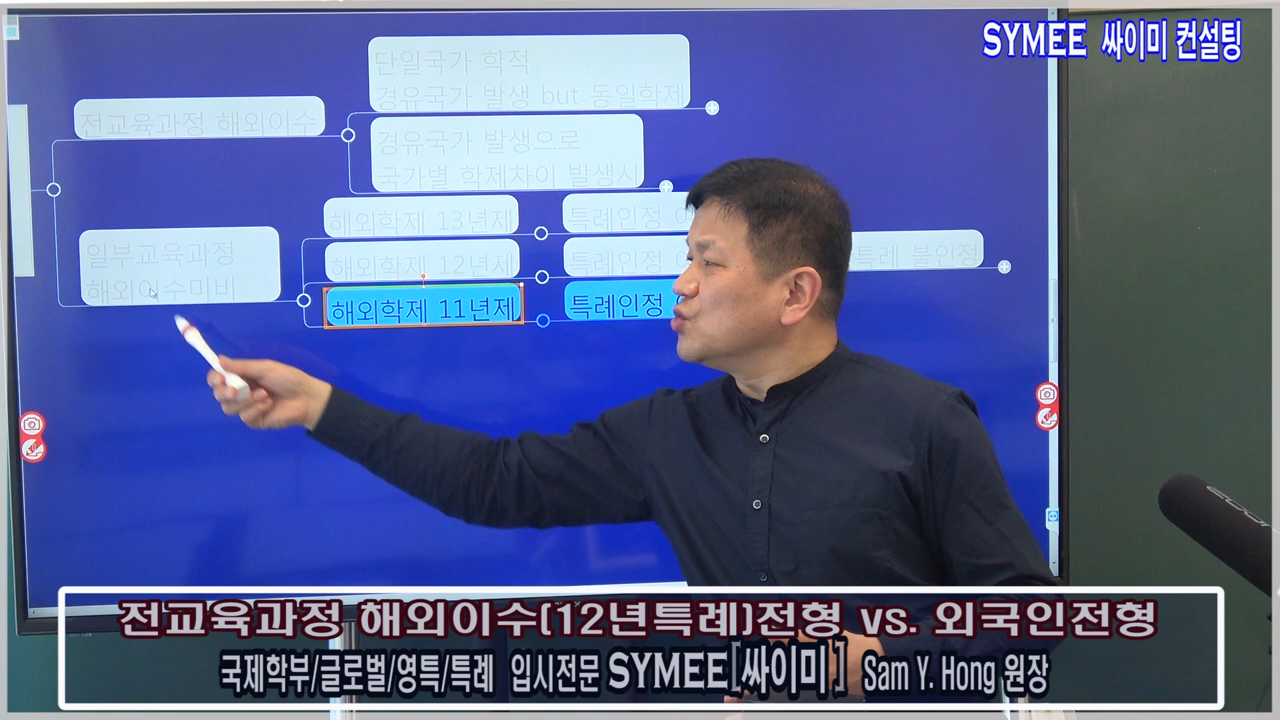 SYMEE 싸이미 컨설팅
단일국가 학적
경유국가 발생 but 동일학제
전교육과정 해외이수
경유국가 발생으로
국가별 학제차이 발생시
해외학제 13년제
특례인정
일부교육과정
해외이수미비
해외학제 12년제
특례인정
특례 불인정
해외학제 11년제
특례인정
전교육과정 해외이수(12년특례)전형 vs. 외국인전형
국제학부/글로벌/영특/특례 입시전문 SYMEE[싸이미] Sam Y. Hong 원장